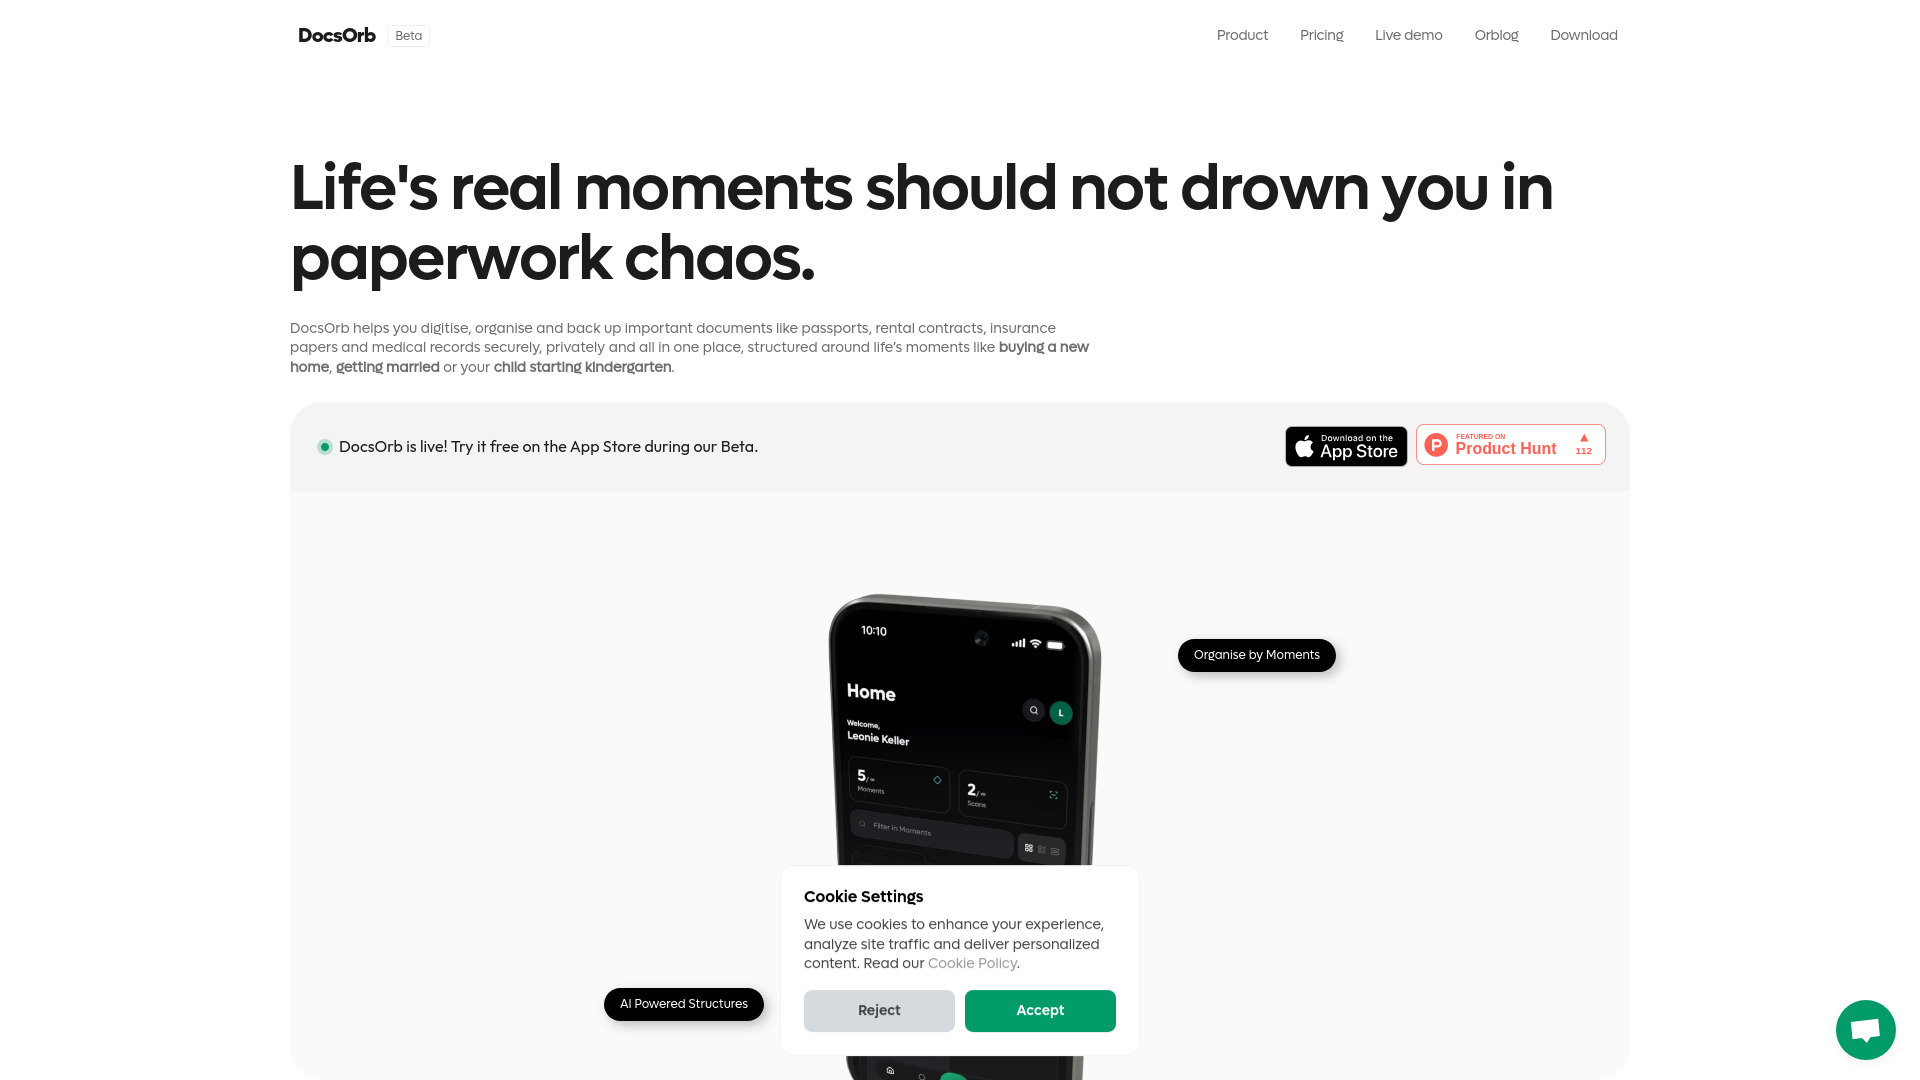 DocsOrb Beta
Product Pricing Live demo Orblog Download
Life's real moments should not drown you in
paperwork chaos.
DocsOrb helps you digitise, organise and back up important documents like passports, rental contracts, insurance
papers and medical records securely, privately and all in one place, structured around life’s moments like buying a new
home, getting married or your child starting kindergarten.
DocsOrb is live! Try it free on the App Store during our Beta.
Download on the
App Store
FEATURED ON
Product Hunt
112
10:10
Organise by Moments
Home
L
Welcome,
Leonie Keller
5/∞
Moments
2/∞
Scans
Filter in Moments
Cookie Settings
We use cookies to enhance your experience,
analyze site traffic and deliver personalized
content. Read our Cookie Policy.
AI Powered Structures
Reject Accept